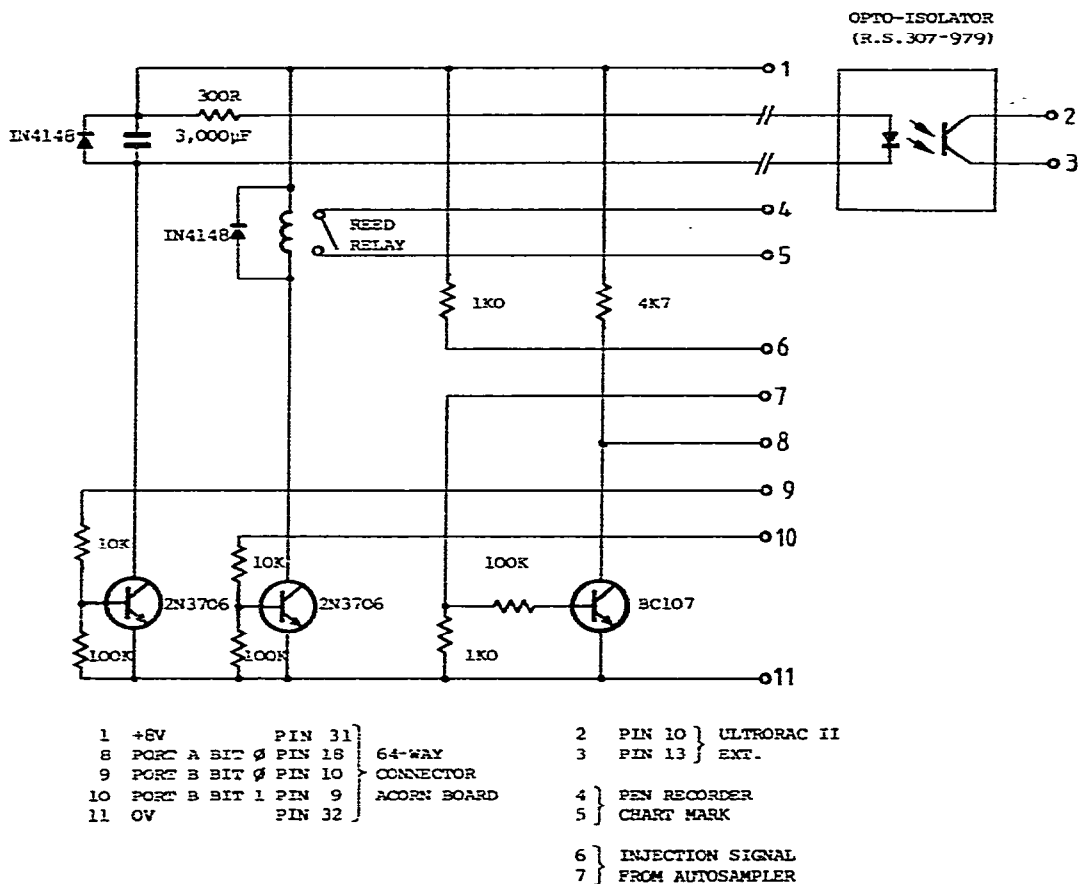 OPTO-ISOLATOR
(R.S.307-979)
1
300R
2
IN4148
3,000µF
3
4
IN4148
REED
RELAY
5
1K0
4K7
6
7
8
9
10K
10
10K
100K
2N3706
2N3706
BC107
100K
100K
1K0
11
1 +8V PIN 31
8 PORT A BIT Ø PIN 18
9 PORT B BIT Ø PIN 10
10 PORT B BIT 1 PIN 9
11 0V PIN 32
64-WAY
CONNECTOR
ACORN BOARD
2 PIN 10
3 PIN 13
ULTRORAC II
EXT.
4 PEN RECORDER
5 CHART MARK
6 INJECTION SIGNAL
7 FROM AUTOSAMPLER